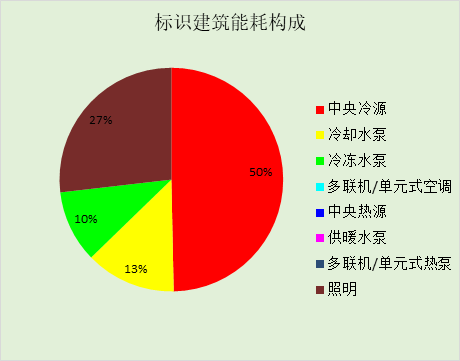 标识建筑能耗构成
27%
50%
10%
13%
中央冷源
冷却水泵
冷冻水泵
多联机/单元式空调
中央热源
供暖水泵
多联机/单元式热泵
照明